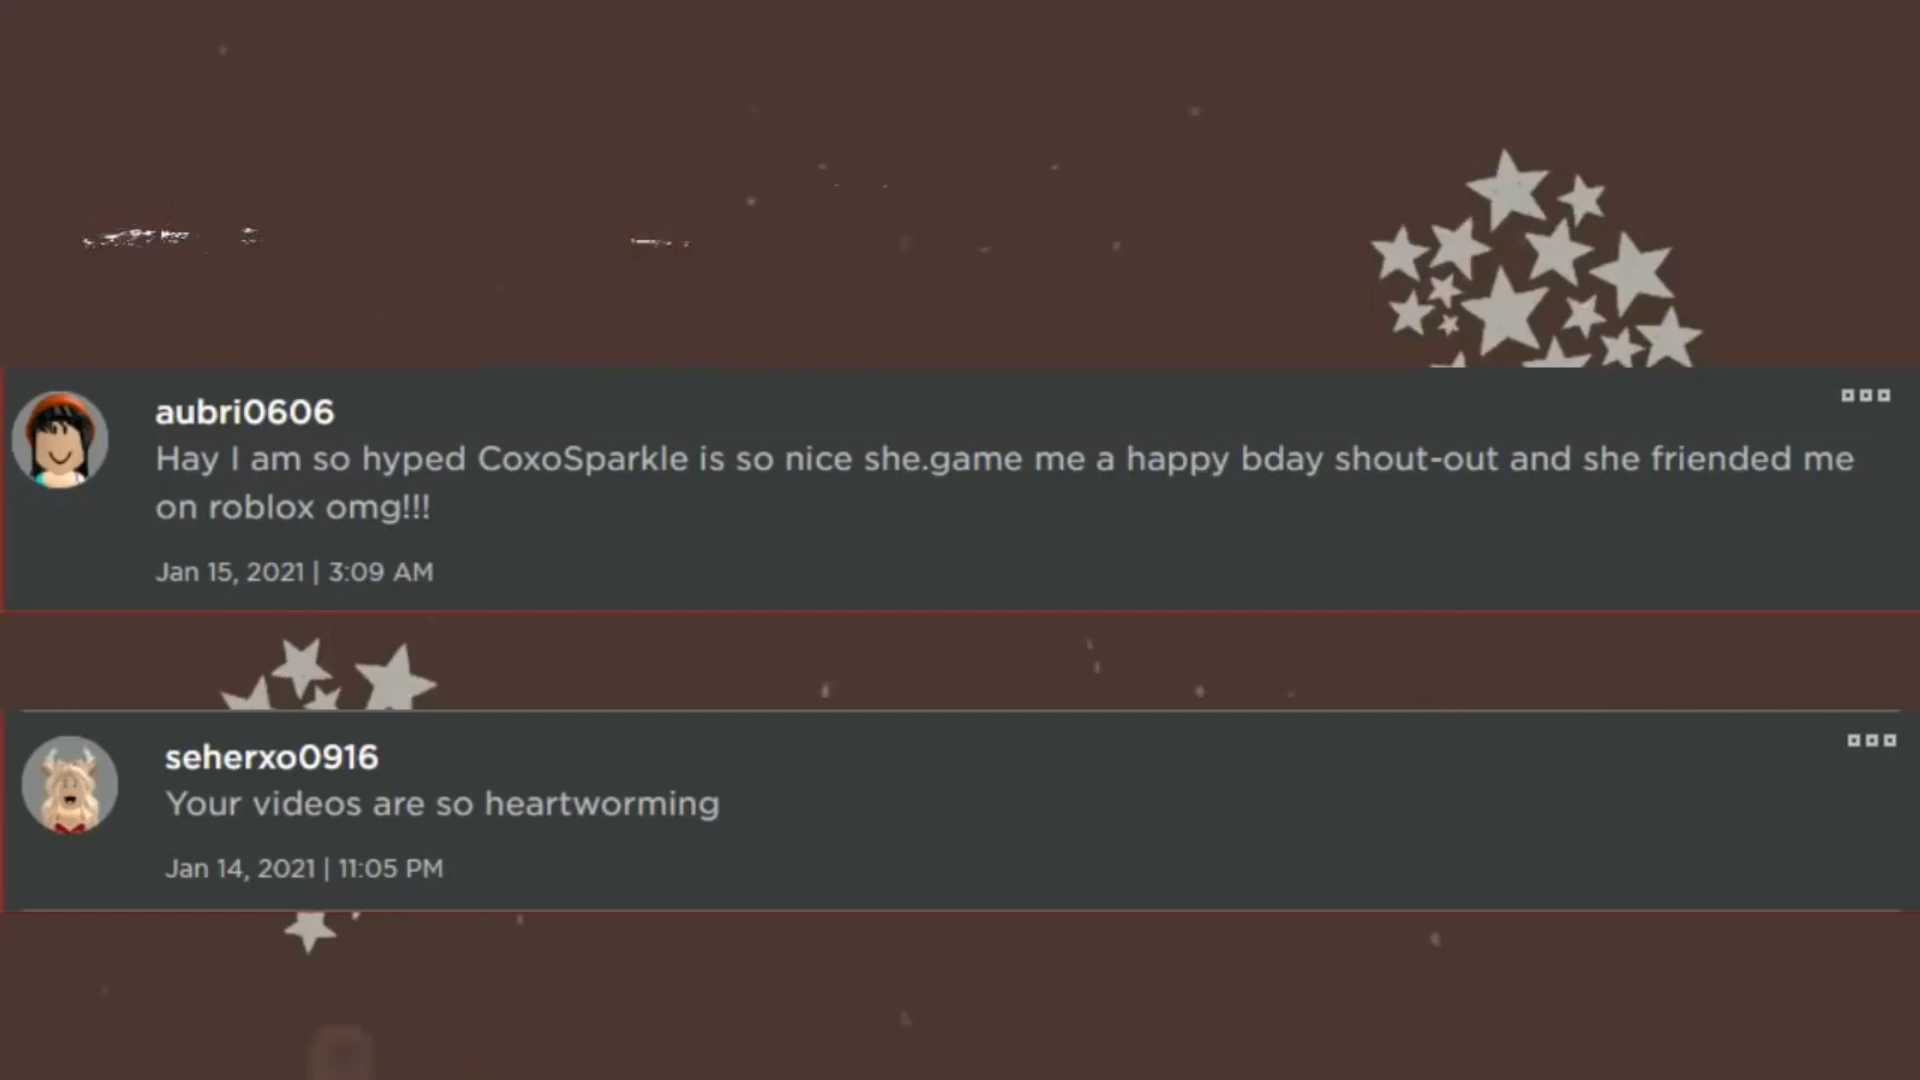 aubri0606
Hay I am so hyped CoxoSparkle is so nice she.game me a happy bday shout-out and she friended me
on roblox omg!!!
Jan 15, 2021 | 3:09 AM
seherxo0916
Your videos are so heartworming
Jan 14, 2021 | 11:05 PM